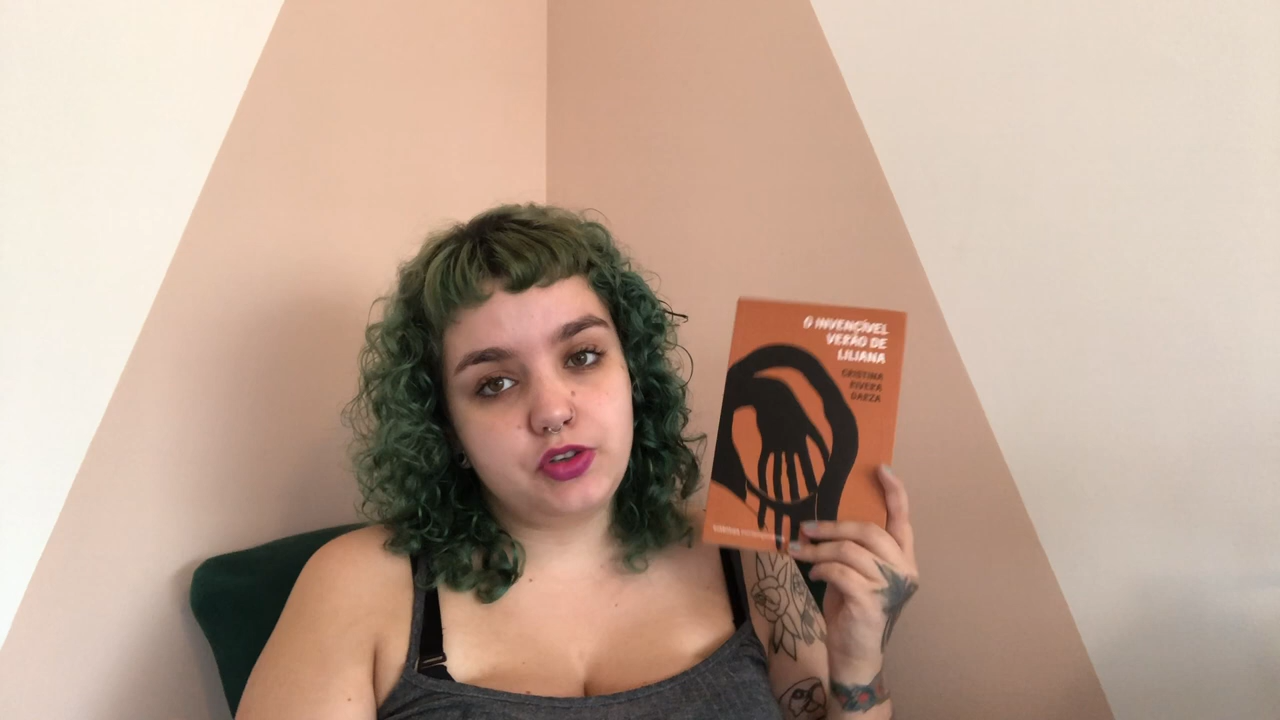 O INVENCÍVEL
VERÃO DE
LILIANA
CRISTINA
RIVERA
GARZA